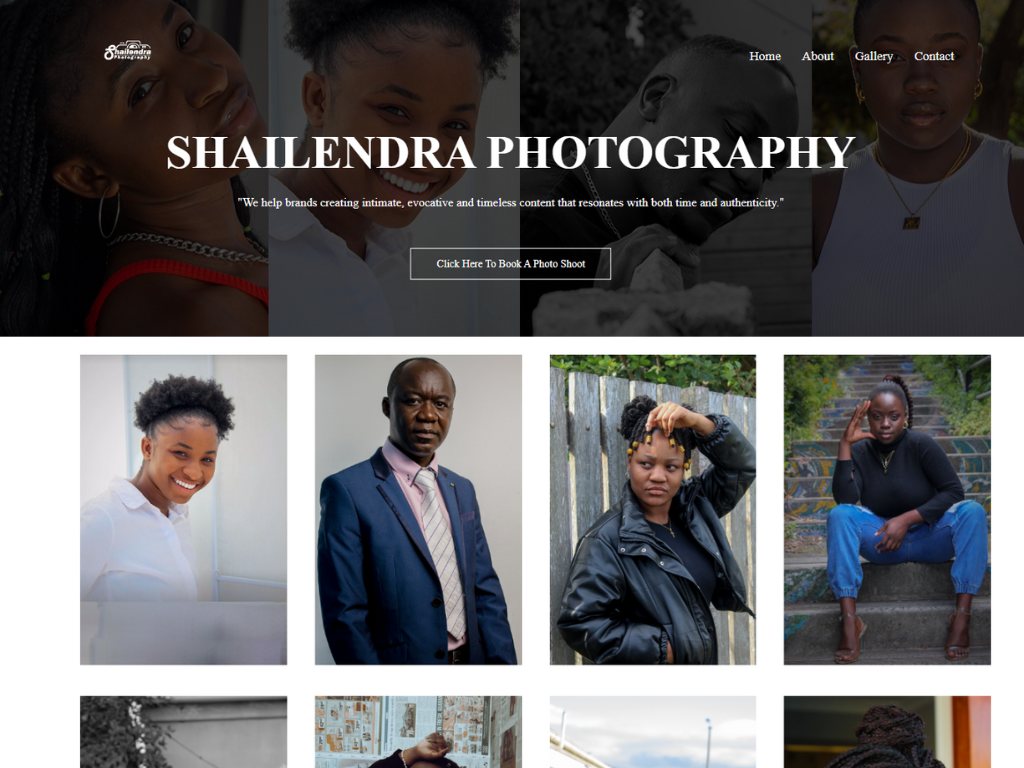 Shailendra
Photography
Home
About
Gallery
Contact
SHAILENDRA PHOTOGRAPHY
"We help brands creating intimate, evocative and timeless content that resonates with both time and authenticity."
Click Here To Book A Photo Shoot